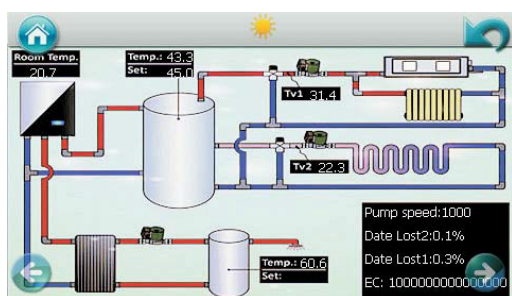 Room Temp.
20.7
Temp.: 43.3
Set: 45.0
Tv1 31.4
Tv2 22.3
Temp.: 60.6
Set:
Pump speed:1000
Date Lost2:0.1%
Date Lost1:0.3%
EC: 1000000000000000